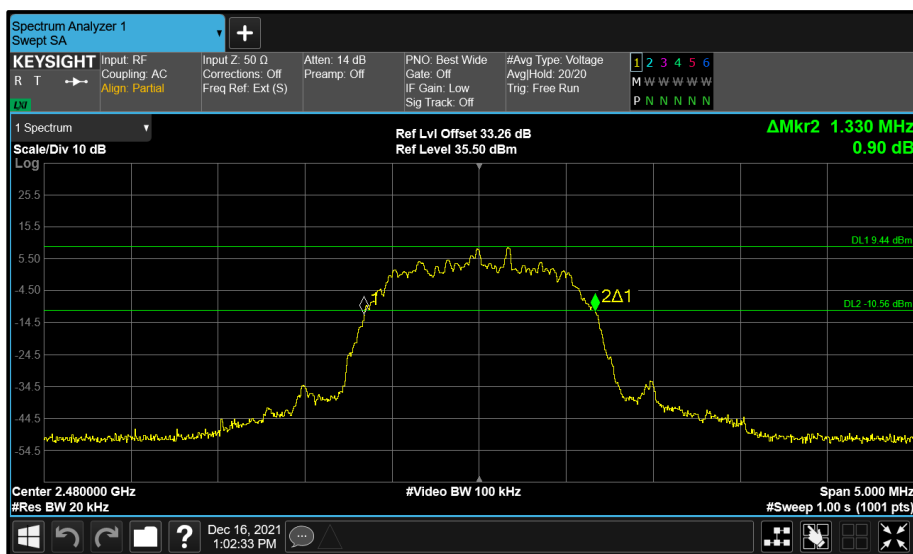 Spectrum Analyzer 1
Swept SA
+
KEYSIGHT
R T
LXI
Input: RF
Coupling: AC
Align: Partial
Input Z: 50 Ω
Corrections: Off
Freq Ref: Ext (S)
Atten: 14 dB
Preamp: Off
PNO: Best Wide
Gate: Off
IF Gain: Low
Sig Track: Off
#Avg Type: Voltage
Avg|Hold: 20/20
Trig: Free Run
1 2 3 4 5 6
M W W W W W
P N N N N N
1 Spectrum
Scale/Div 10 dB
Log
Ref Lvl Offset 33.26 dB
Ref Level 35.50 dBm
ΔMkr2 1.330 MHz
0.90 dB
25.5
15.5
DL1 9.44 dBm
5.50
-4.50
1
2Δ1
DL2 -10.56 dBm
-14.5
-24.5
-34.5
-44.5
-54.5
Center 2.480000 GHz
#Video BW 100 kHz
Span 5.000 MHz
#Res BW 20 kHz
#Sweep 1.00 s (1001 pts)
?
Dec 16, 2021
1:02:33 PM